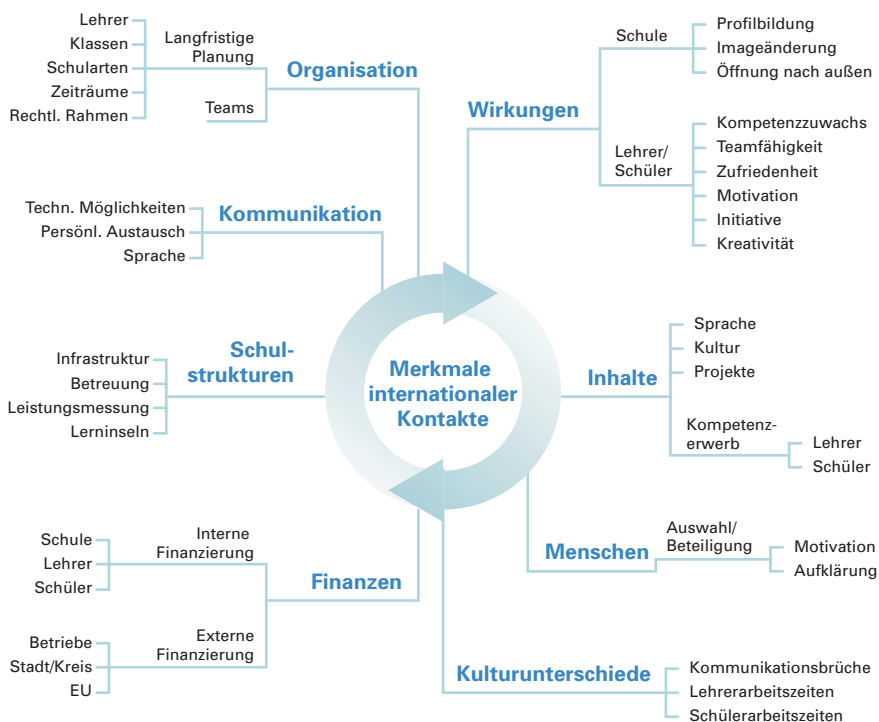 Merkmale
internationaler
Kontakte
Organisation
Langfristige
Planung
Lehrer
Klassen
Schularten
Zeiträume
Rechtl. Rahmen
Teams
Kommunikation
Techn. Möglichkeiten
Persönl. Austausch
Sprache
Schul-
strukturen
Infrastruktur
Betreuung
Leistungsmessung
Lerninseln
Finanzen
Interne
Finanzierung
Schule
Lehrer
Schüler
Externe
Finanzierung
Betriebe
Stadt/Kreis
EU
Wirkungen
Schule
Profilbildung
Imageänderung
Öffnung nach außen
Lehrer/
Schüler
Kompetenzzuwachs
Teamfähigkeit
Zufriedenheit
Motivation
Initiative
Kreativität
Inhalte
Sprache
Kultur
Projekte
Kompetenz-
erwerb
Lehrer
Schüler
Menschen
Auswahl/
Beteiligung
Motivation
Aufklärung
Kulturunterschiede
Kommunikationsbrüche
Lehrerarbeitszeiten
Schülerarbeitszeiten